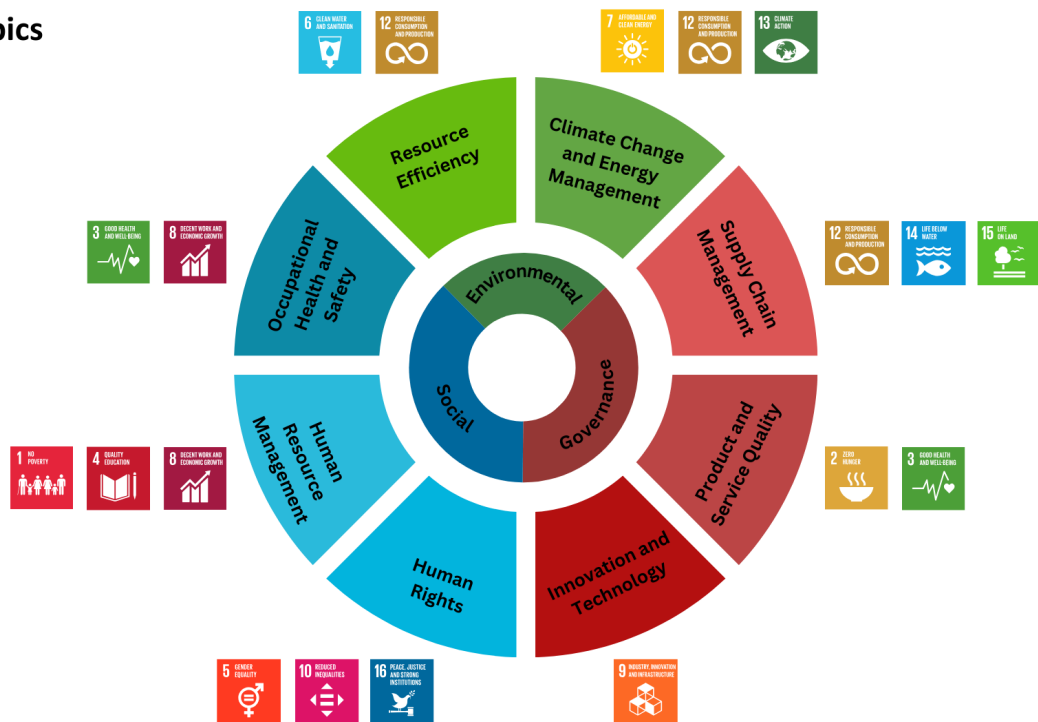 pics
6 CLEAN WATER
AND SANITATION
12 RESPONSIBLE
CONSUMPTION
AND PRODUCTION
7 AFFORDABLE AND
CLEAN ENERGY
12 RESPONSIBLE
CONSUMPTION
AND PRODUCTION
13 CLIMATE
ACTION
Resource
Efficiency
Climate Change
and Energy
Management
3 GOOD HEALTH
AND WELL-BEING
8 DECENT WORK AND
ECONOMIC GROWTH
Occupational
Health and
Safety
Supply Chain
Management
12 RESPONSIBLE
CONSUMPTION
AND PRODUCTION
14 LIFE BELOW
WATER
15 LIFE
ON LAND
Environmental
Social
Governance
1 NO
POVERTY
4 QUALITY
EDUCATION
8 DECENT WORK AND
ECONOMIC GROWTH
Human
Resource
Management
Product and
Service Quality
2 ZERO
HUNGER
3 GOOD HEALTH
AND WELL-BEING
Human
Rights
Innovation and
Technology
5 GENDER
EQUALITY
10 REDUCED
INEQUALITIES
16 PEACE, JUSTICE
AND STRONG
INSTITUTIONS
9 INDUSTRY, INNOVATION
AND INFRASTRUCTURE